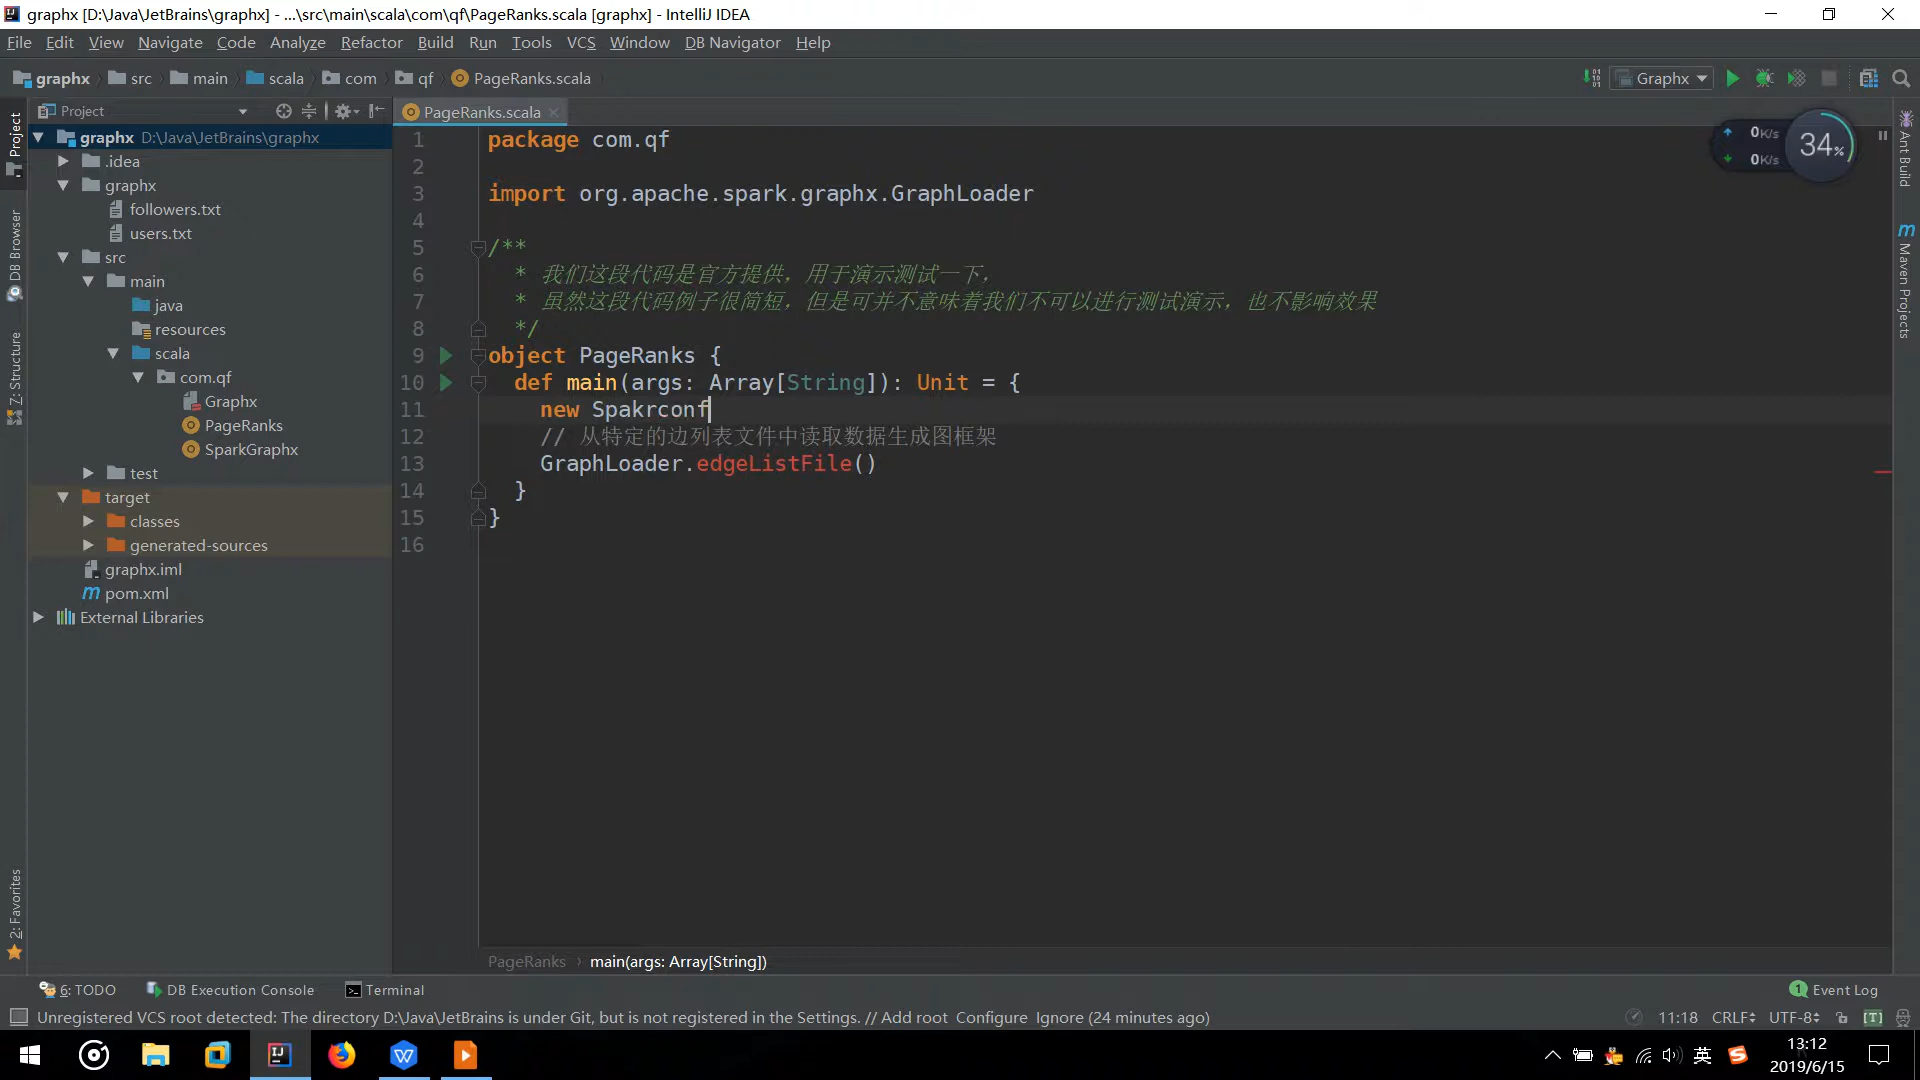 graphx [D:\Java\JetBrains\graphx] - ...\src\main\scala\com\qf\PageRanks.scala [graphx] - IntelliJ IDEA
File Edit View Navigate Code Analyze Refactor Build Run Tools VCS Window DB Navigator Help
graphx src main scala com qf PageRanks.scala Graphx
Project
PageRanks.scala
graphx D:\Java\JetBrains\graphx
.idea
graphx
followers.txt
users.txt
src
main
java
resources
scala
com.qf
Graphx
PageRanks
SparkGraphx
test
target
classes
generated-sources
graphx.iml
pom.xml
External Libraries
Project
DB Browser
Z: Structure
2: Favorites
1 package com.qf
2
3 import org.apache.spark.graphx.GraphLoader
4
5 /**
6 * 我们这段代码是官方提供，用于演示测试一下，
7 * 虽然这段代码例子很简短，但是可并不意味着我们不可以进行测试演示，也不影响效果
8 */
9 object PageRanks {
10 def main(args: Array[String]): Unit = {
11 new Spakrconf
12 // 从特定的边列表文件中读取数据生成图框架
13 GraphLoader.edgeListFile()
14 }
15 }
16
0K/s
0K/s
34%
Ant Build
Maven Projects
PageRanks › main(args: Array[String])
6: TODO DB Execution Console Terminal 1 Event Log
Unregistered VCS root detected: The directory D:\Java\JetBrains is under Git, but is not registered in the Settings. // Add root Configure Ignore (24 minutes ago) 11:18 CRLF UTF-8 [T]
英
13:12
2019/6/15